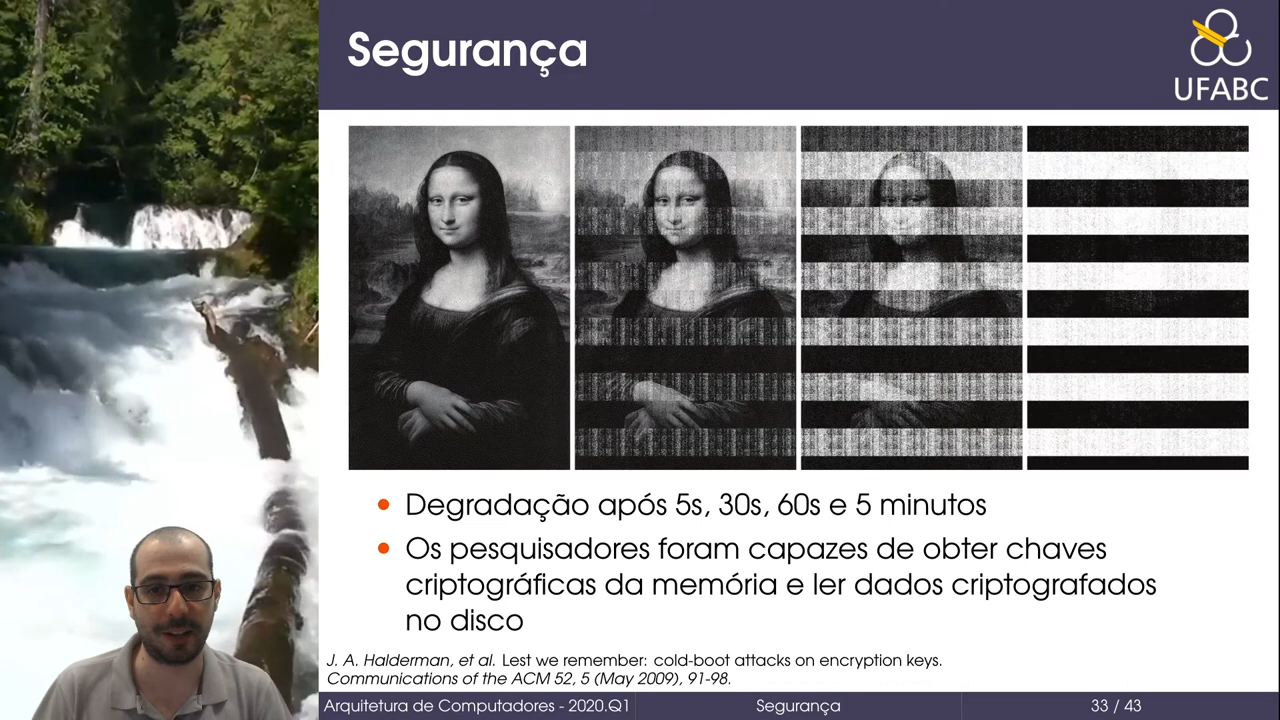 Segurança
UFABC
• Degradação após 5s, 30s, 60s e 5 minutos
• Os pesquisadores foram capazes de obter chaves
criptográficas da memória e ler dados criptografados
no disco
J. A. Halderman, et al. Lest we remember: cold-boot attacks on encryption keys.
Communications of the ACM 52, 5 (May 2009), 91-98.
Arquitetura de Computadores - 2020.Q1 Segurança 33 / 43